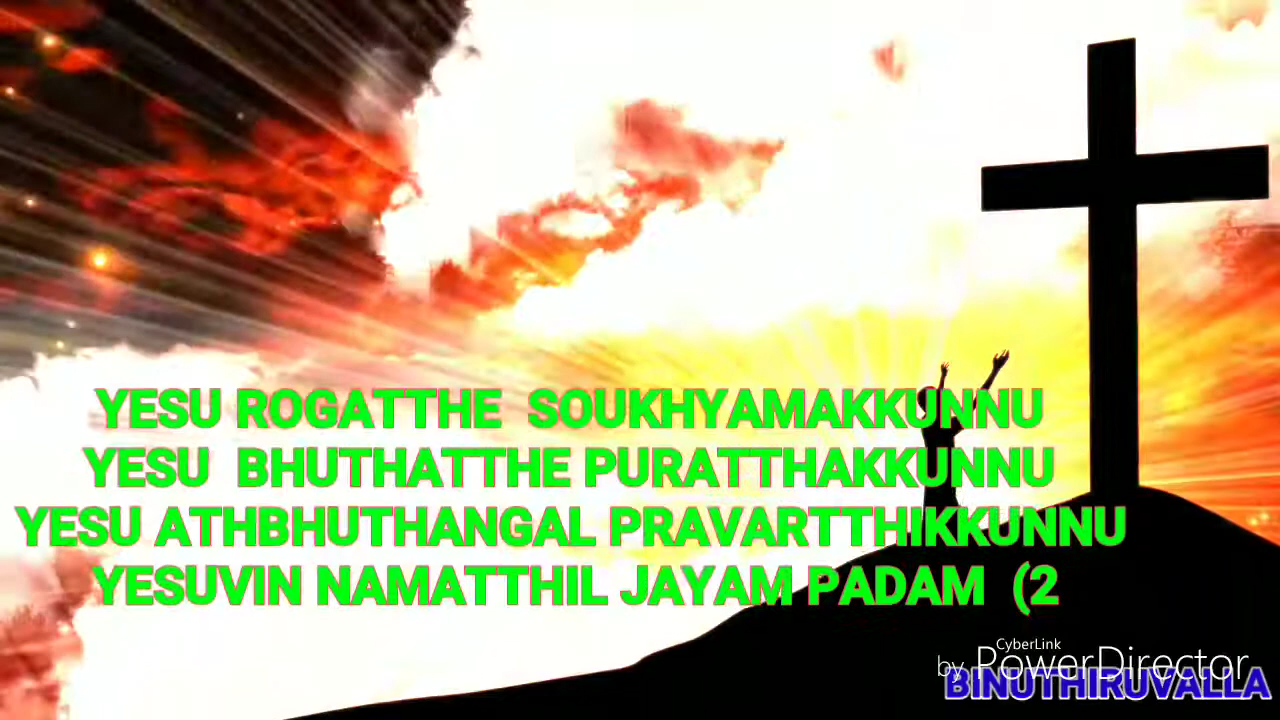 YESU ROGATTHE SOUKHYAMAKKUNNU
YESU BHUTHATTHE PURATTHAKKUNNU
YESU ATHBHUTHANGAL PRAVARTTHIKKUNNU
YESUVIN NAMATTHIL JAYAM PADAM (2
CyberLink
by PowerDirector
BINUTHIRUVALLA